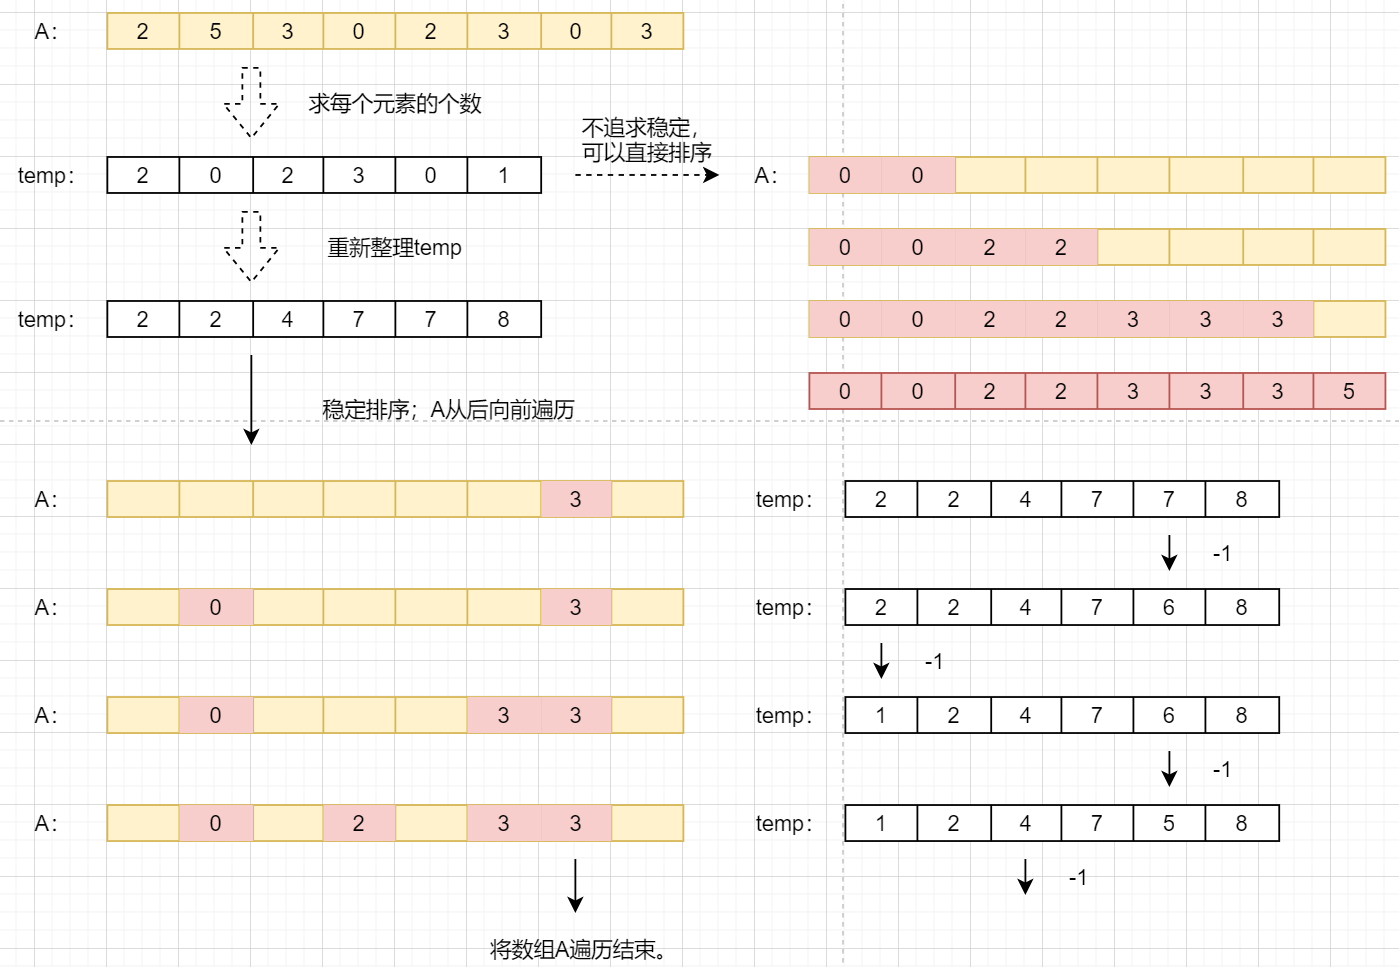 A： 2 5 3 0 2 3 0 3
求每个元素的个数
temp： 2 0 2 3 0 1
不追求稳定，
可以直接排序
A： 0 0
重新整理temp
0 0 2 2
temp： 2 2 4 7 7 8
0 0 2 2 3 3 3
0 0 2 2 3 3 3 5
稳定排序；A从后向前遍历
A： 3
temp： 2 2 4 7 7 8
-1
A： 0 3
temp： 2 2 4 7 6 8
-1
A： 0 3 3
temp： 1 2 4 7 6 8
-1
A： 0 2 3 3
temp： 1 2 4 7 5 8
-1
将数组A遍历结束。